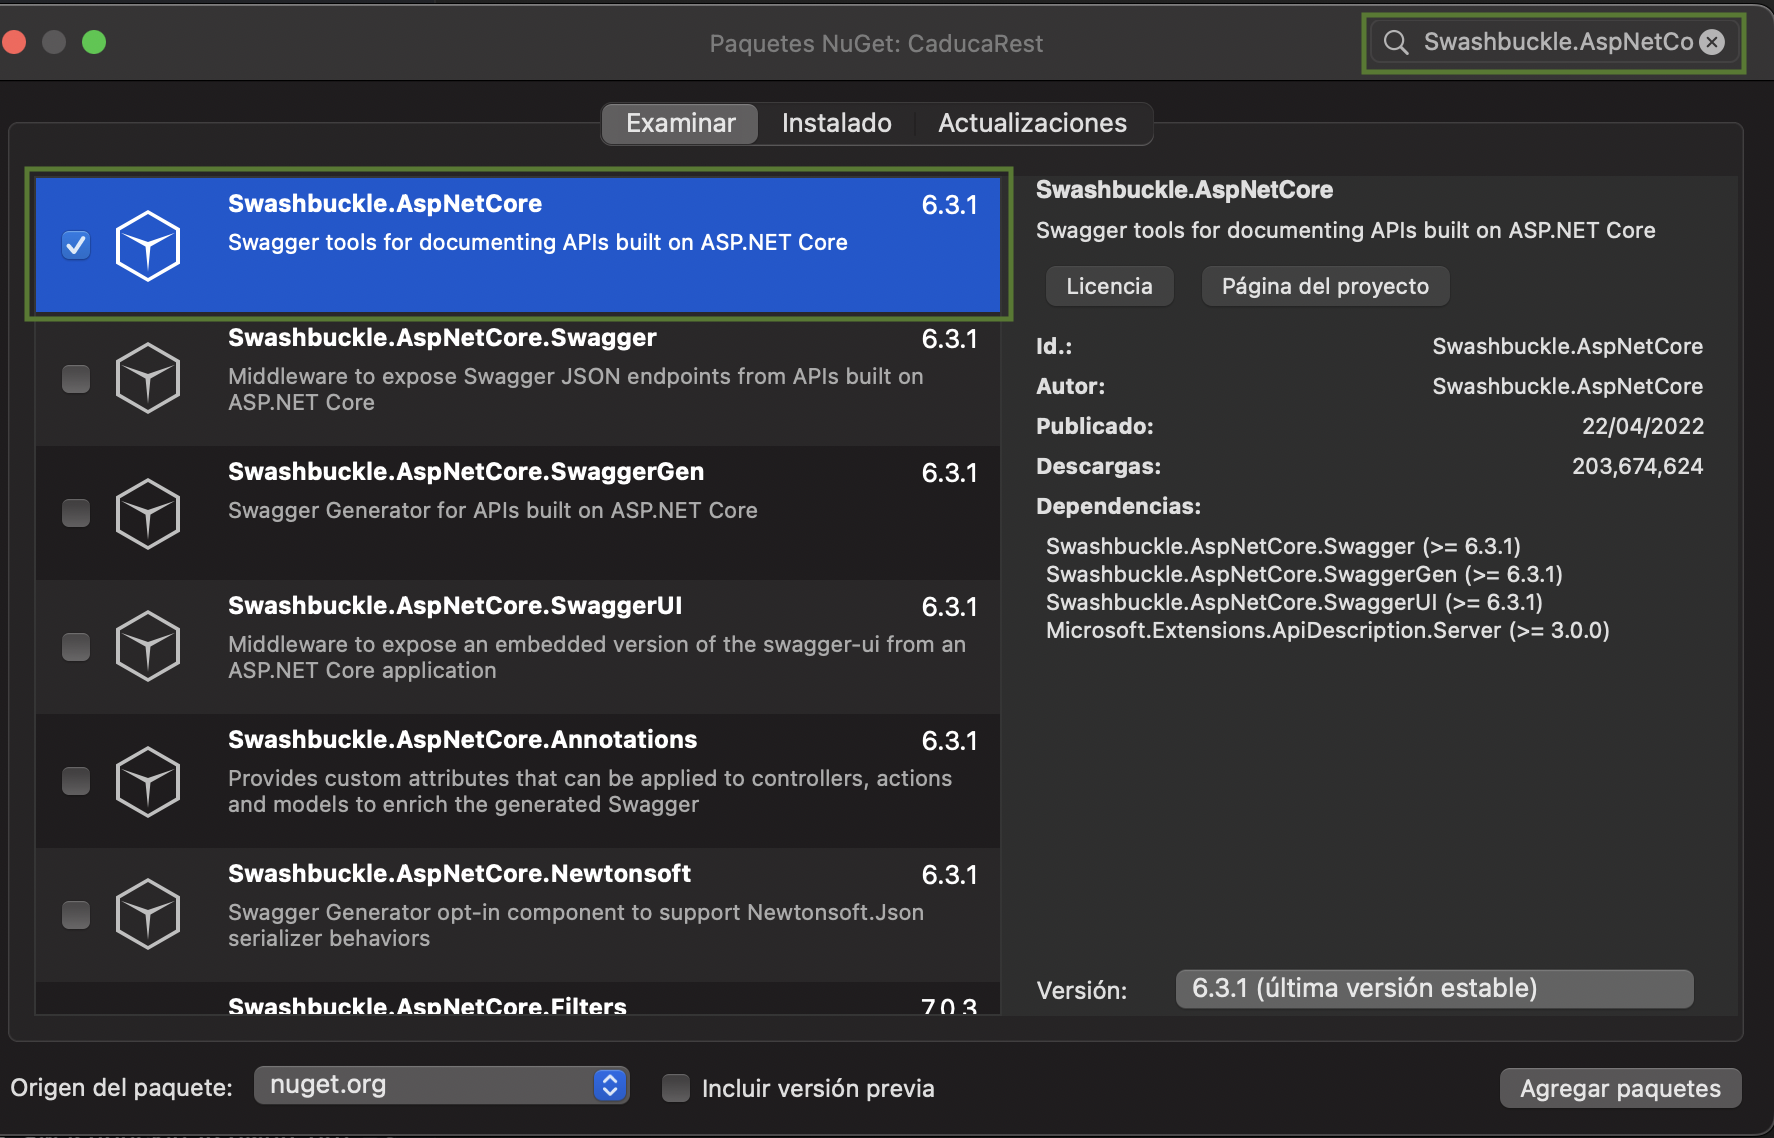 Paquetes NuGet: CaducaRest
Swashbuckle.AspNetCo
Examinar
Instalado
Actualizaciones
Swashbuckle.AspNetCore
6.3.1
Swagger tools for documenting APIs built on ASP.NET Core
Swashbuckle.AspNetCore.Swagger
6.3.1
Middleware to expose Swagger JSON endpoints from APIs built on
ASP.NET Core
Swashbuckle.AspNetCore.SwaggerGen
6.3.1
Swagger Generator for APIs built on ASP.NET Core
Swashbuckle.AspNetCore.SwaggerUI
6.3.1
Middleware to expose an embedded version of the swagger-ui from an
ASP.NET Core application
Swashbuckle.AspNetCore.Annotations
6.3.1
Provides custom attributes that can be applied to controllers, actions
and models to enrich the generated Swagger
Swashbuckle.AspNetCore.Newtonsoft
6.3.1
Swagger Generator opt-in component to support Newtonsoft.Json
serializer behaviors
Swashbuckle.AspNetCore.Filters
7.0.3
Swashbuckle.AspNetCore
Swagger tools for documenting APIs built on ASP.NET Core
Licencia
Página del proyecto
Id.:
Swashbuckle.AspNetCore
Autor:
Swashbuckle.AspNetCore
Publicado:
22/04/2022
Descargas:
203,674,624
Dependencias:
Swashbuckle.AspNetCore.Swagger (>= 6.3.1)
Swashbuckle.AspNetCore.SwaggerGen (>= 6.3.1)
Swashbuckle.AspNetCore.SwaggerUI (>= 6.3.1)
Microsoft.Extensions.ApiDescription.Server (>= 3.0.0)
Versión:
6.3.1 (última versión estable)
Origen del paquete:
nuget.org
Incluir versión previa
Agregar paquetes